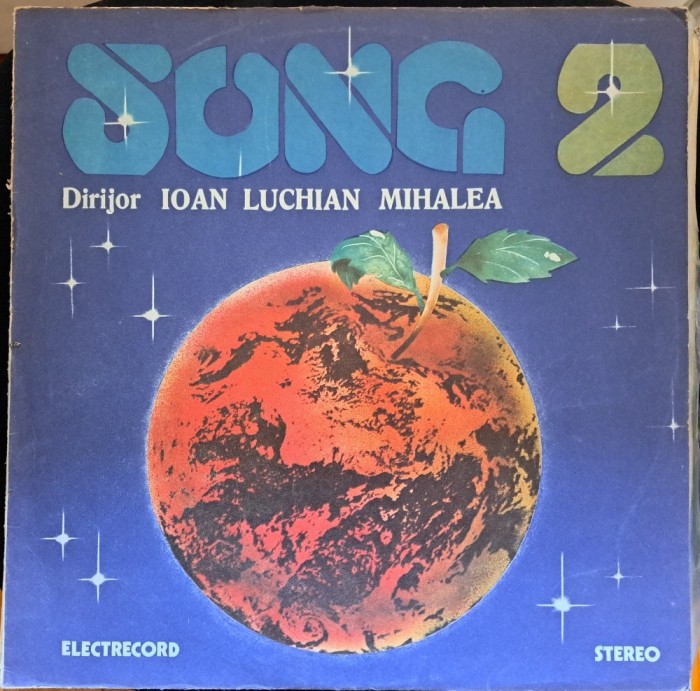 SONG 2
Dirijor IOAN LUCHIAN MIHALEA
ELECTRECORD
STEREO